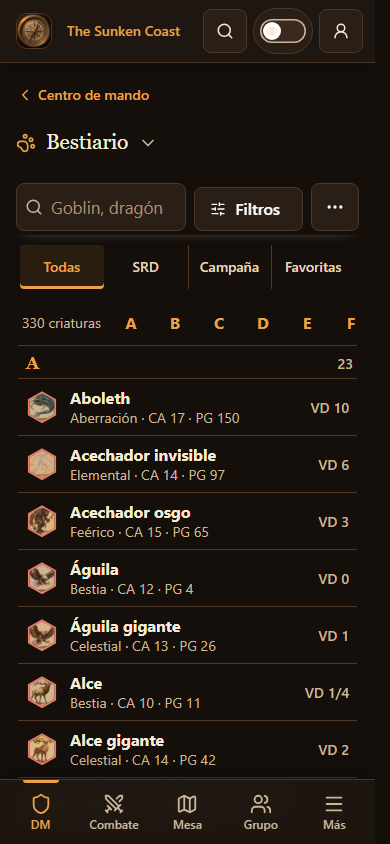 The Sunken Coast
Centro de mando
Bestiario
Goblin, dragón
Filtros
Todas SRD Campaña Favoritas
330 criaturas A B C D E F
A 23
Aboleth
Aberración · CA 17 · PG 150
VD 10
Acechador invisible
Elemental · CA 14 · PG 97
VD 6
Acechador osgo
Feérico · CA 15 · PG 65
VD 3
Águila
Bestia · CA 12 · PG 4
VD 0
Águila gigante
Celestial · CA 13 · PG 26
VD 1
Alce
Bestia · CA 10 · PG 11
VD 1/4
Alce gigante
Celestial · CA 14 · PG 42
VD 2
DM Combate Mesa Grupo Más